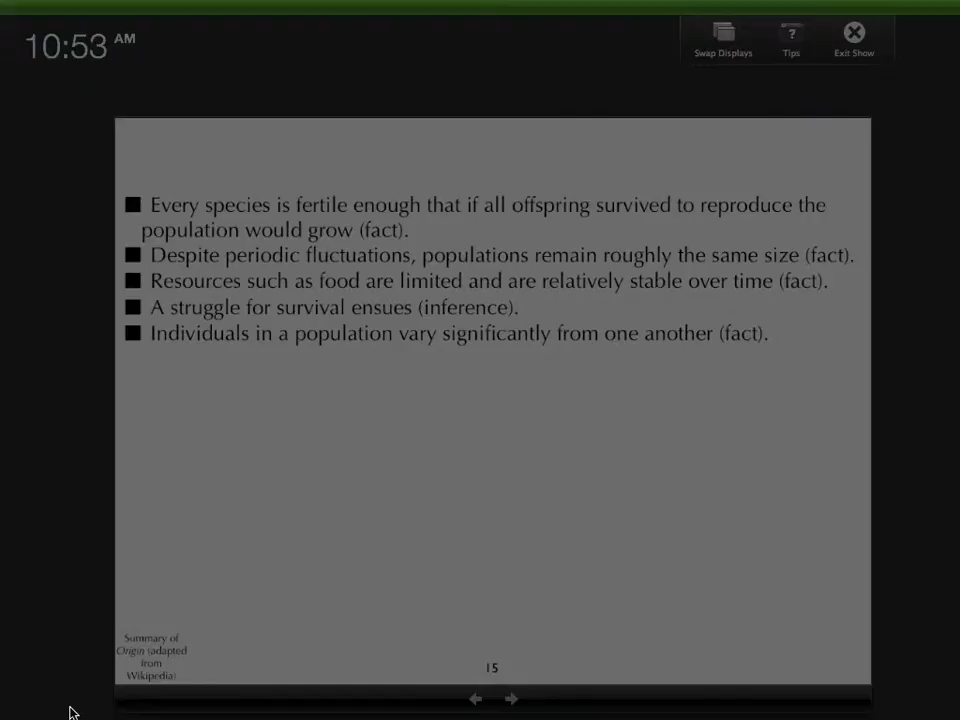 10:53 AM
Swap Displays
?
Tips
Exit Show
■ Every species is fertile enough that if all offspring survived to reproduce the
population would grow (fact).
■ Despite periodic fluctuations, populations remain roughly the same size (fact).
■ Resources such as food are limited and are relatively stable over time (fact).
■ A struggle for survival ensues (inference).
■ Individuals in a population vary significantly from one another (fact).
Summary of
Origin (adapted
from
Wikipedia)
15